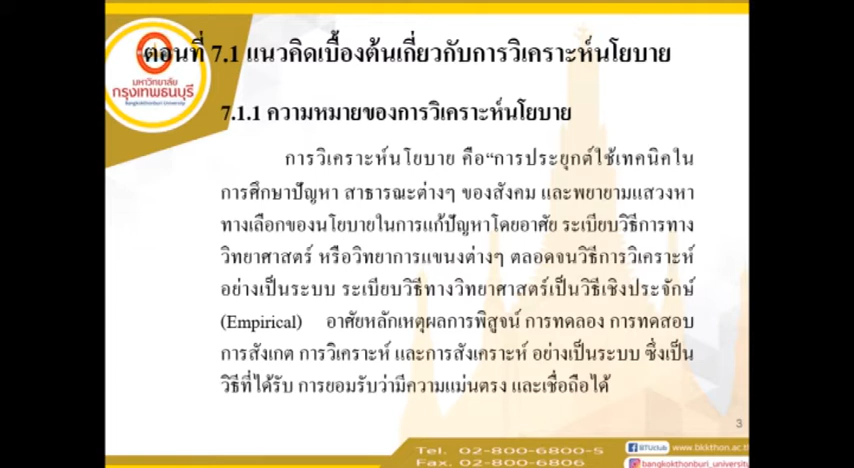 ตอนที่ 7.1 แนวคิดเบื้องต้นเกี่ยวกับการวิเคราะห์นโยบาย
มหาวิทยาลัย
กรุงเทพธนบุรี
Bangkokthonburi University
7.1.1 ความหมายของการวิเคราะห์นโยบาย
การวิเคราะห์นโยบาย คือ“การประยุกต์ใช้เทคนิคใน
การศึกษาปัญหา สาธารณะต่างๆ ของสังคม และพยายามแสวงหา
ทางเลือกของนโยบายในการแก้ปัญหาโดยอาศัย ระเบียบวิธีการทาง
วิทยาศาสตร์ หรือวิทยาการแขนงต่างๆ ตลอดจนวิธีการวิเคราะห์
อย่างเป็นระบบ ระเบียบวิธีทางวิทยาศาสตร์เป็นวิธีเชิงประจักษ์
(Empirical) อาศัยหลักเหตุผลการพิสูจน์ การทดลอง การทดสอบ
การสังเกต การวิเคราะห์ และการสังเคราะห์ อย่างเป็นระบบ ซึ่งเป็น
วิธีที่ได้รับ การยอมรับว่ามีความแม่นตรง และเชื่อถือได้
3
Tel. 02-800-6800-5
Fax. 02-800-6806
BTUclub
www.bkkthon.ac.t
bangkokthonburi_university